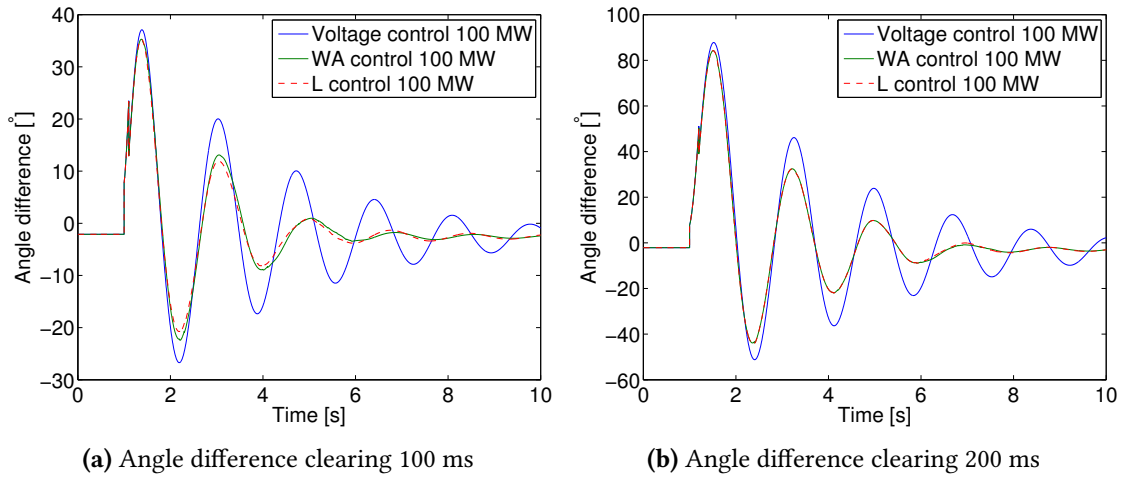 40
30
20
10
0
−10
−20
−30
0 2 4 6 8 10
Time [s]
Angle difference [°]
Voltage control 100 MW
WA control 100 MW
L control 100 MW
(a) Angle difference clearing 100 ms
100
80
60
40
20
0
−20
−40
−60
0 2 4 6 8 10
Time [s]
Angle difference [°]
Voltage control 100 MW
WA control 100 MW
L control 100 MW
(b) Angle difference clearing 200 ms